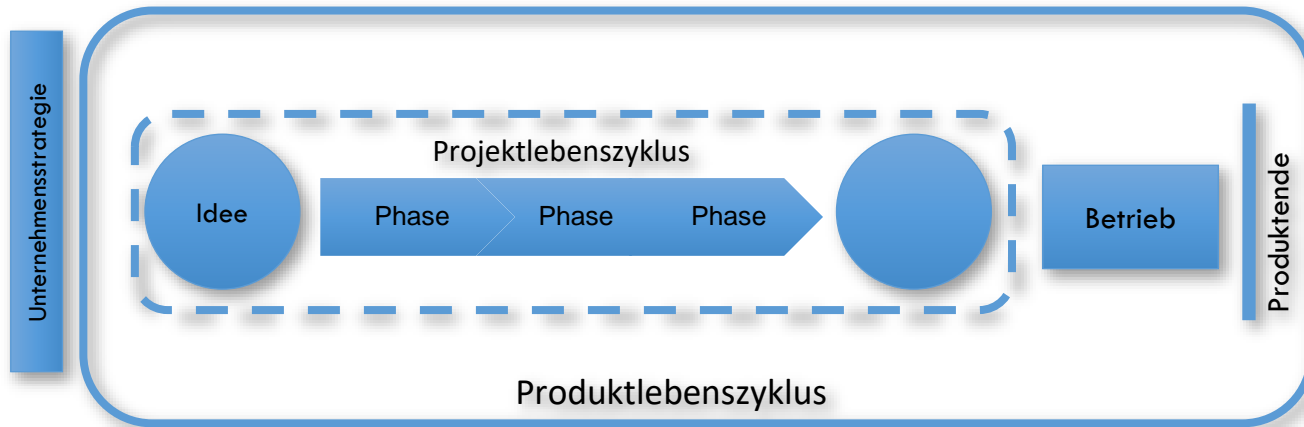 Unternehmensstrategie
Projektlebenszyklus
Idee
Phase
Phase
Phase
Betrieb
Produktende
Produktlebenszyklus